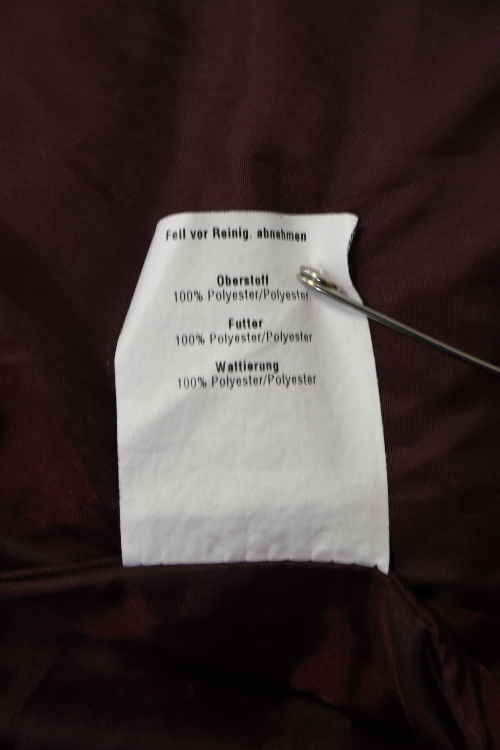 Fell vor Reinig. abnehmen
Oberstoff
100% Polyester/Polyester
Futter
100% Polyester/Polyester
Wattierung
100% Polyester/Polyester